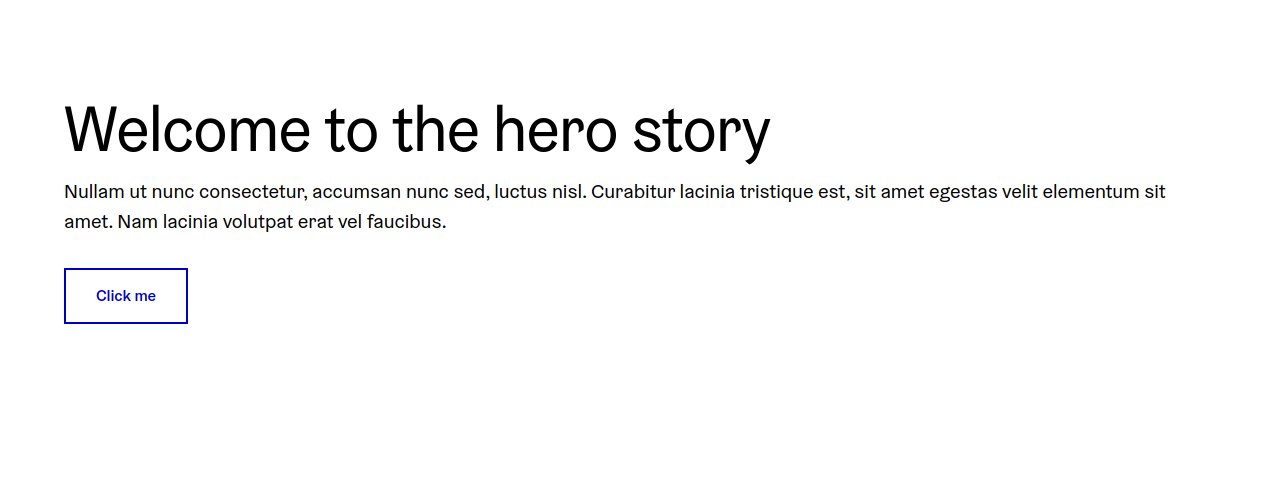 Welcome to the hero story
Nullam ut nunc consectetur, accumsan nunc sed, luctus nisl. Curabitur lacinia tristique est, sit amet egestas velit elementum sit
amet. Nam lacinia volutpat erat vel faucibus.
Click me